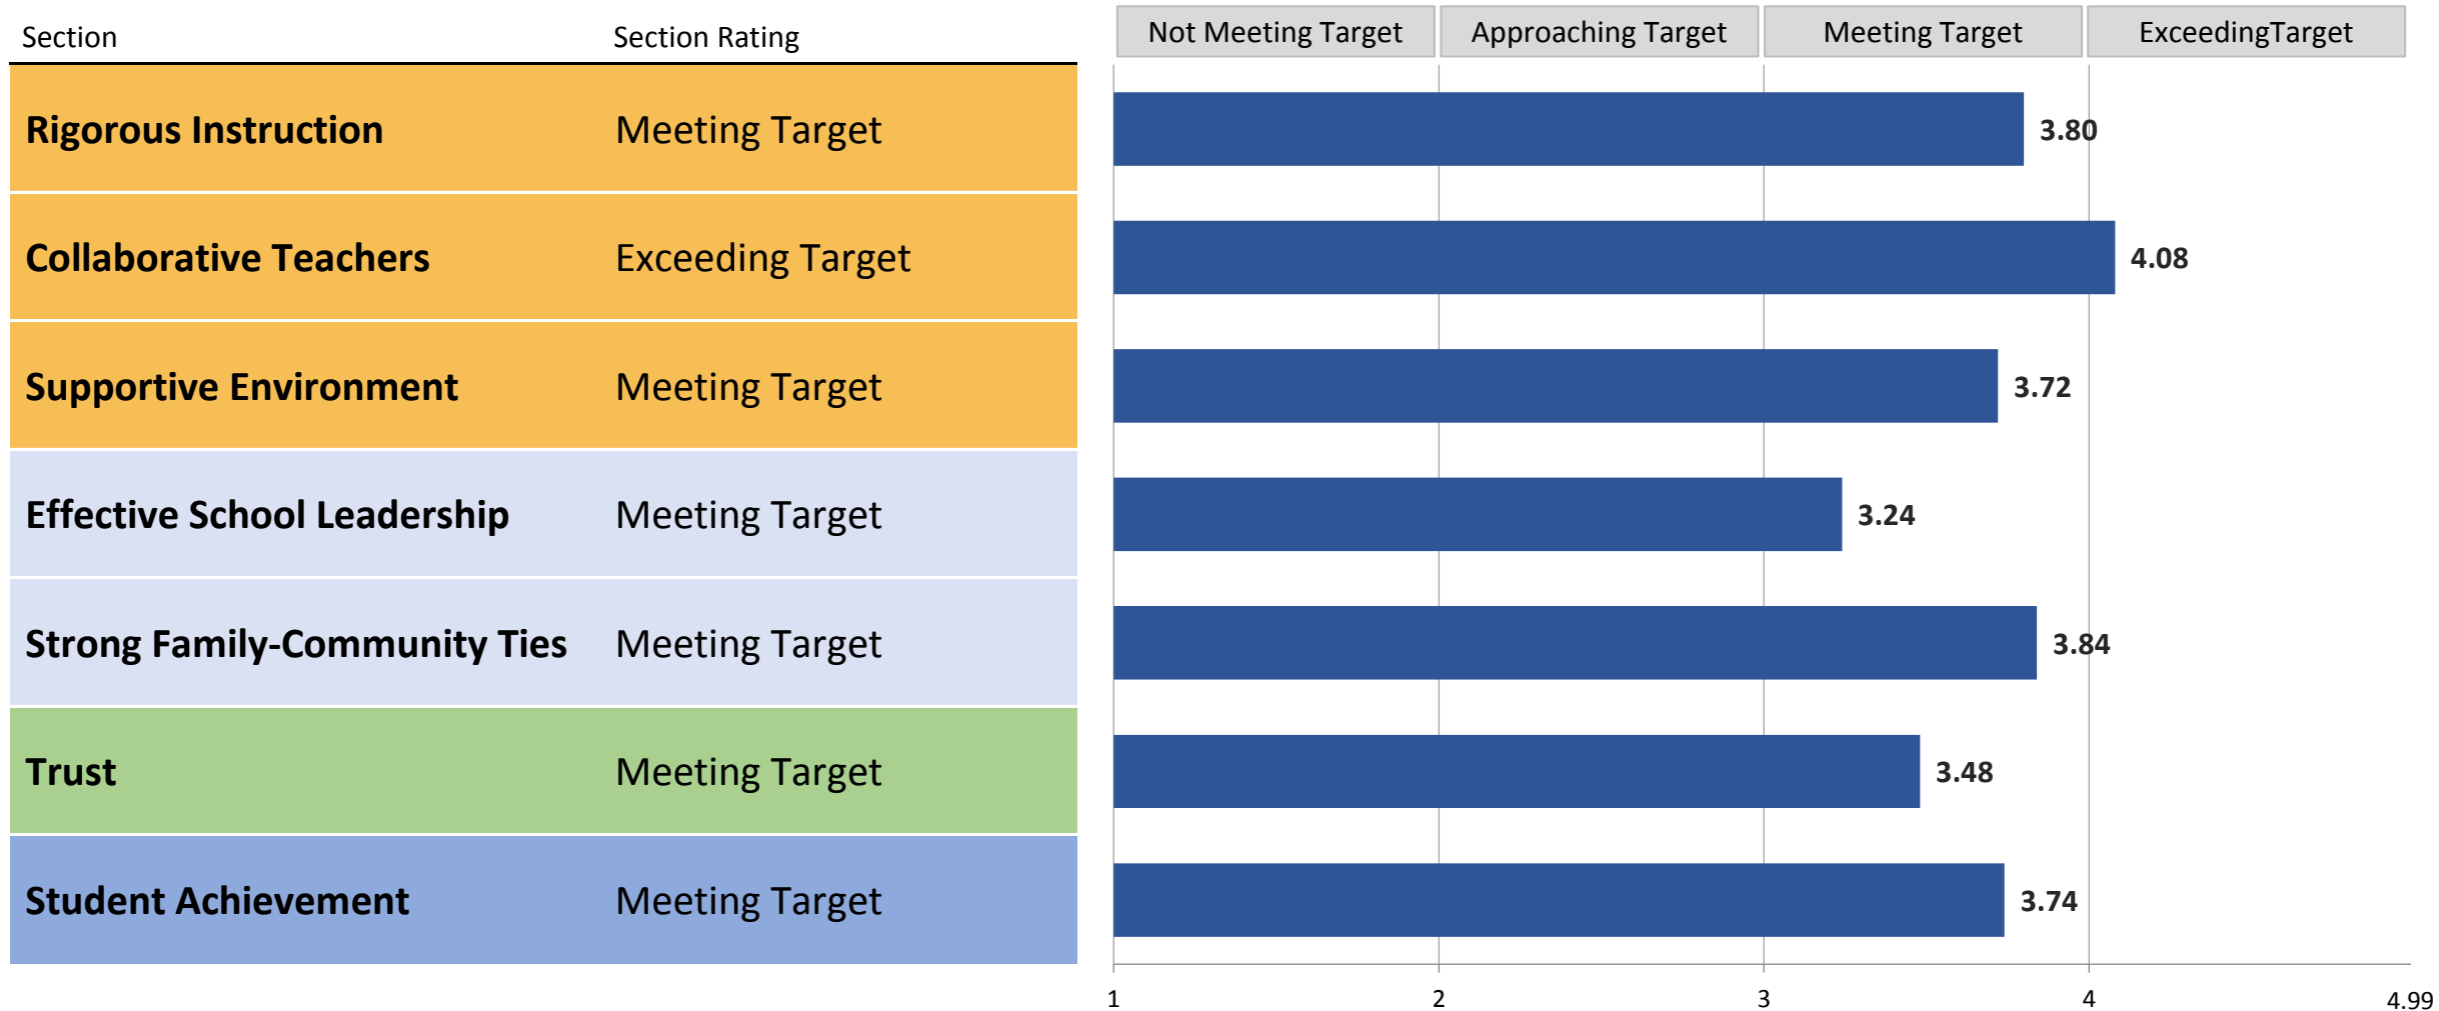 Section Section Rating Not Meeting Target Approaching Target Meeting Target ExceedingTarget
Rigorous Instruction Meeting Target 3.80
Collaborative Teachers Exceeding Target 4.08
Supportive Environment Meeting Target 3.72
Effective School Leadership Meeting Target 3.24
Strong Family-Community Ties Meeting Target 3.84
Trust Meeting Target 3.48
Student Achievement Meeting Target 3.74
1 2 3 4 4.99